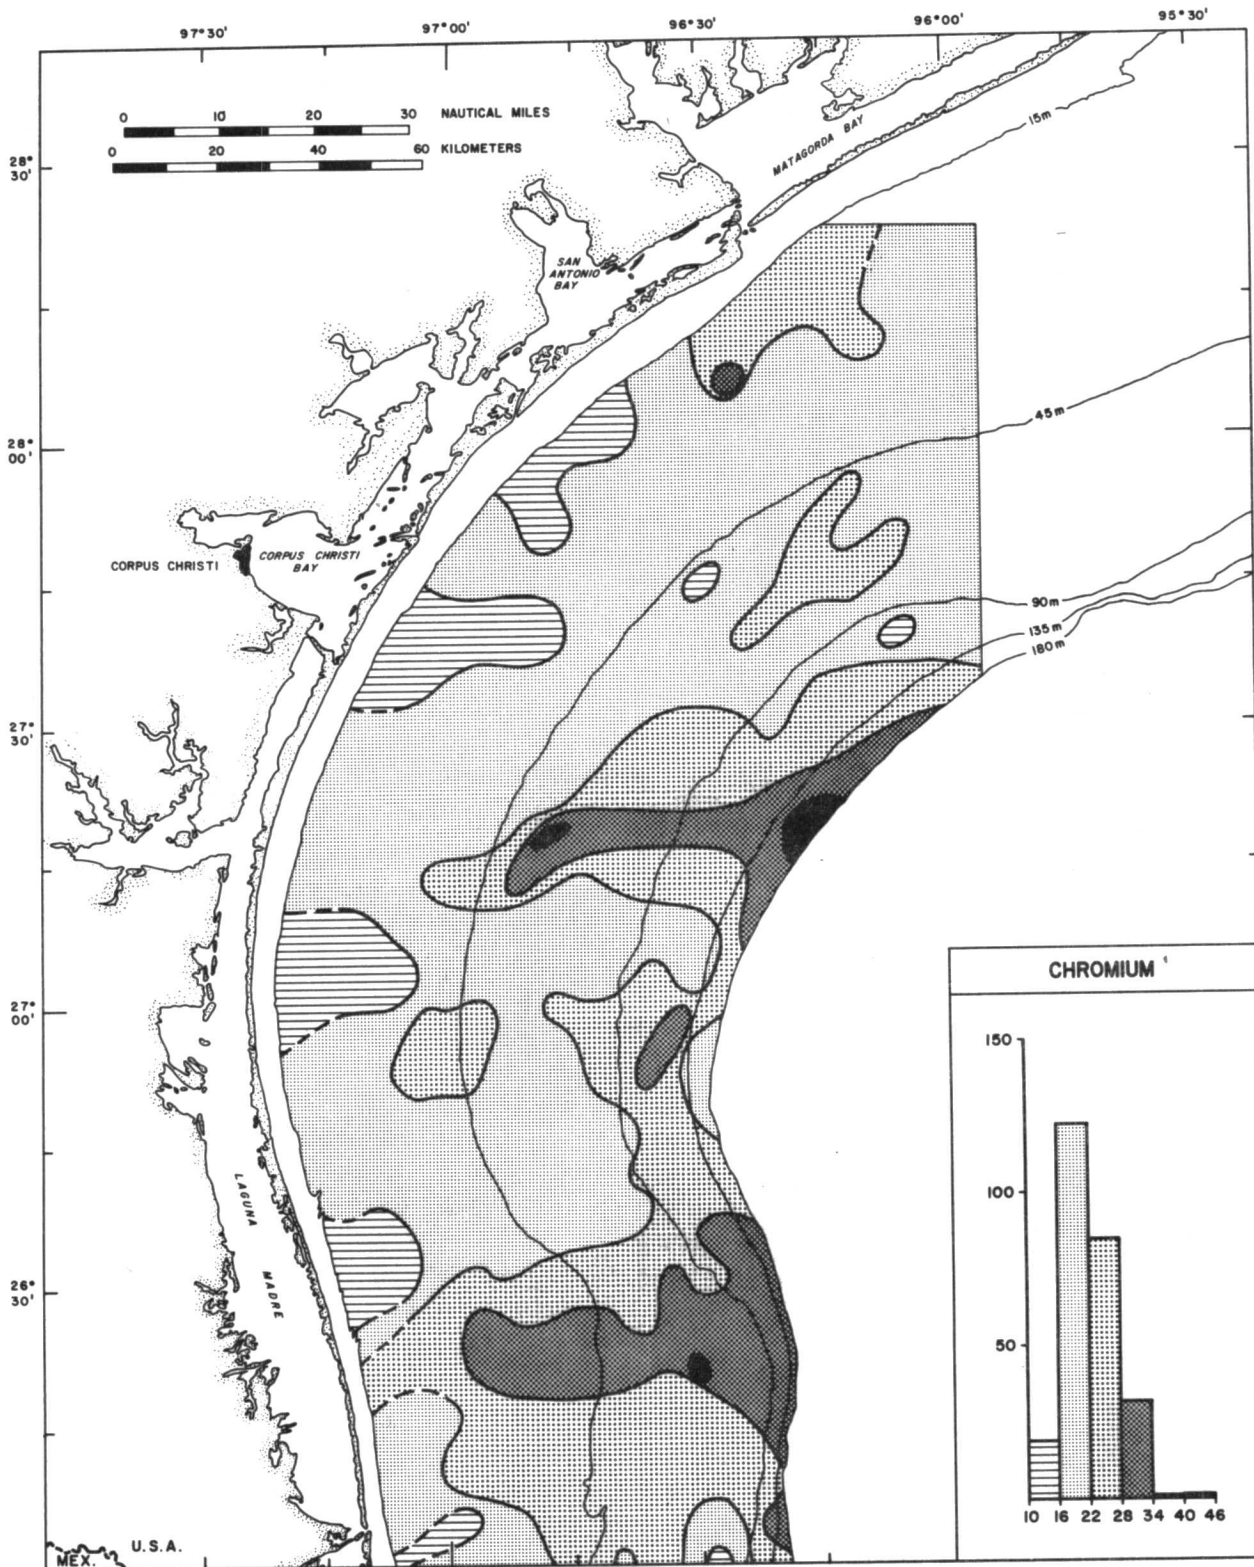 97°30' 97°00' 96°30' 96°00' 95°30'
0 10 20 30 NAUTICAL MILES
0 20 40 60 KILOMETERS
28°
30'
MATAGORDA BAY
15m
SAN
ANTONIO
BAY
45m
28°
00'
CORPUS CHRISTI
CORPUS CHRISTI
BAY
90m
135m
180m
27°
30'
CHROMIUM
27°
00'
150
100
50
LAGUNA
MADRE
26°
30'
10 16 22 28 34 40 46
U.S.A.
MEX.